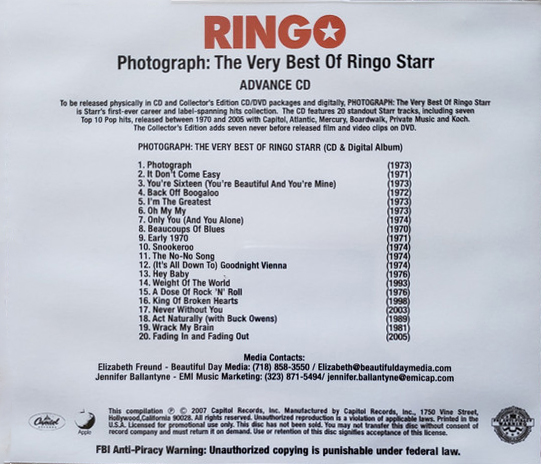 RINGO
Photograph: The Very Best Of Ringo Starr
ADVANCE CD
To be released physically in CD and Collector's Edition CD/DVD packages and digitally, PHOTOGRAPH: The Very Best Of Ringo Starr
is Starr's first-ever career and label-spanning hits collection. The CD features 20 standout Starr tracks, including seven
Top 10 Pop hits, released between 1970 and 2005 with Capitol, Atlantic, Mercury, Boardwalk, Private Music and Koch.
The Collector's Edition adds seven never before released film and video clips on DVD.
PHOTOGRAPH: THE VERY BEST OF RINGO STARR (CD & Digital Album)
1. Photograph (1973)
2. It Don't Come Easy (1971)
3. You're Sixteen (You're Beautiful And You're Mine) (1973)
4. Back Off Boogaloo (1972)
5. I'm The Greatest (1973)
6. Oh My My (1973)
7. Only You (And You Alone) (1974)
8. Beaucoups Of Blues (1970)
9. Early 1970 (1971)
10. Snookeroo (1974)
11. The No-No Song (1974)
12. (It's All Down To) Goodnight Vienna (1974)
13. Hey Baby (1976)
14. Weight Of The World (1993)
15. A Dose Of Rock 'N' Roll (1976)
16. King Of Broken Hearts (1998)
17. Never Without You (2003)
18. Act Naturally (with Buck Owens) (1989)
19. Wrack My Brain (1981)
20. Fading In and Fading Out (2005)
Media Contacts:
Elizabeth Freund - Beautiful Day Media: (718) 858-3550 / Elizabeth@beautifuldaymedia.com
Jennifer Ballantyne - EMI Music Marketing: (323) 871-5494/ jennifer.ballantyne@emicap.com
Capitol
Apple
This compilation ℗ © 2007 Capitol Records, Inc. Manufactured by Capitol Records, Inc., 1750 Vine Street,
Hollywood,California 90028. All rights reserved. Unauthorized reproduction is a violation of applicable laws. Printed in the
U.S.A. Licensed for promotional use only. This disc has not been sold. You may not transfer this disc without consent of
record company and must return it on demand. Use or retention of this disc signifies acceptance of this license.
FBI Anti-Piracy Warning: Unauthorized copying is punishable under federal law.